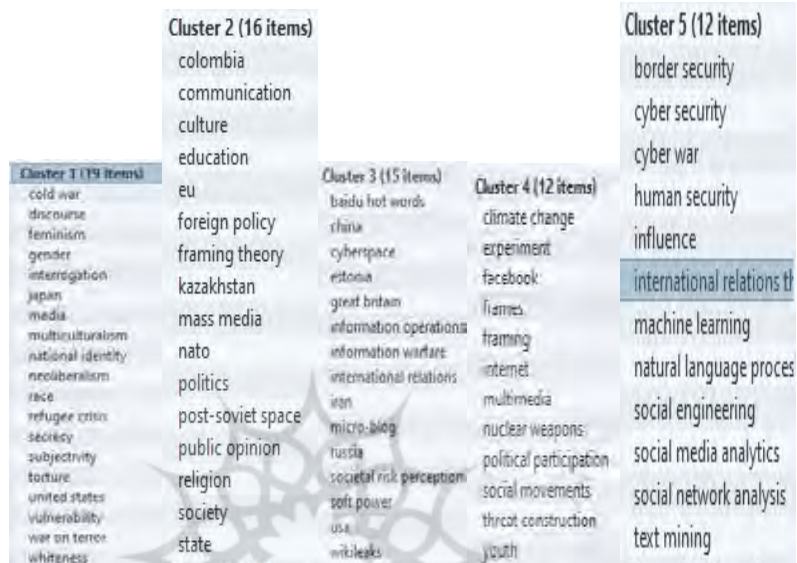 Cluster 1 (19 items)
cold war
discourse
feminism
gender
interrogation
japan
media
multiculturalism
national identity
neoliberalism
race
refugee crisis
secrecy
subjectivity
torture
united states
vulnerability
war on terror
whiteness
Cluster 2 (16 items)
colombia
communication
culture
education
eu
foreign policy
framing theory
kazakhstan
mass media
nato
politics
post-soviet space
public opinion
religion
society
state
Cluster 3 (15 items)
baidu hot words
china
cyberspace
estonia
great britain
information operations
information warfare
international relations
iran
micro-blog
russia
societal risk perception
soft power
usa
wikileaks
Cluster 4 (12 items)
climate change
experiment
facebook
frames
framing
internet
multimedia
nuclear weapons
political participation
social movements
threat construction
youth
Cluster 5 (12 items)
border security
cyber security
cyber war
human security
influence
international relations th
machine learning
natural language proces
social engineering
social media analytics
social network analysis
text mining